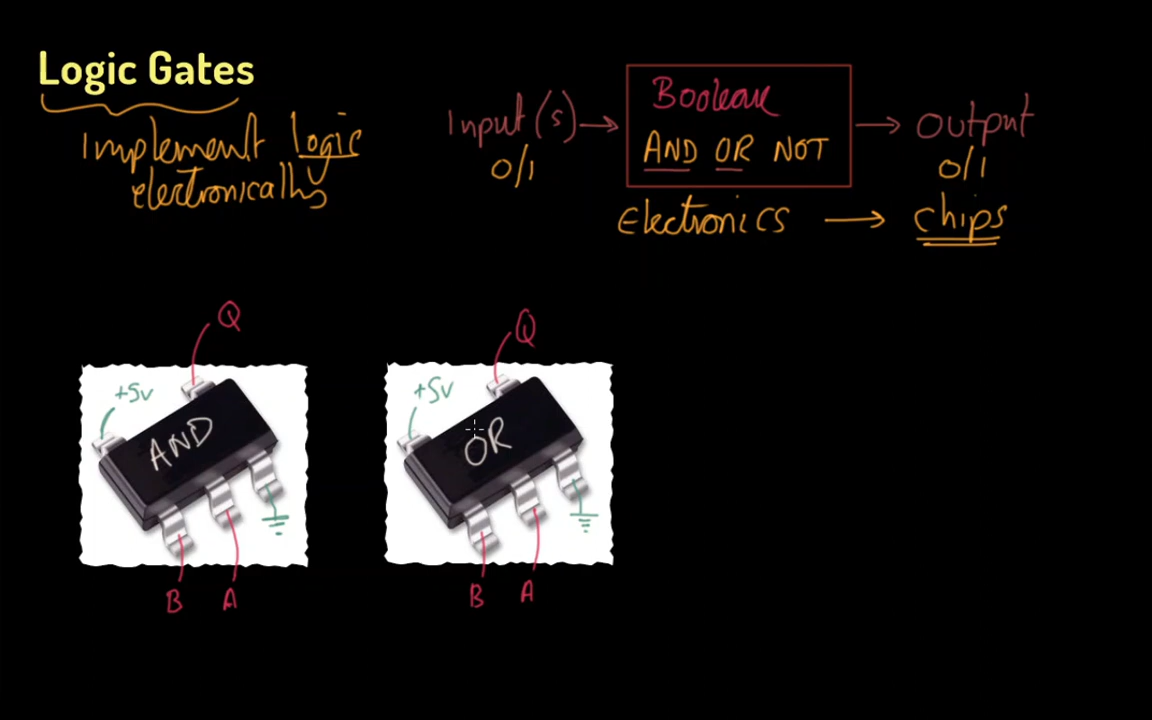 Logic Gates
Implement logic
electronically
Input(s) → Boolean → Output
0/1 AND OR NOT 0/1
Electronics → chips
Q Q
+5v +5v
AND OR
B A B A